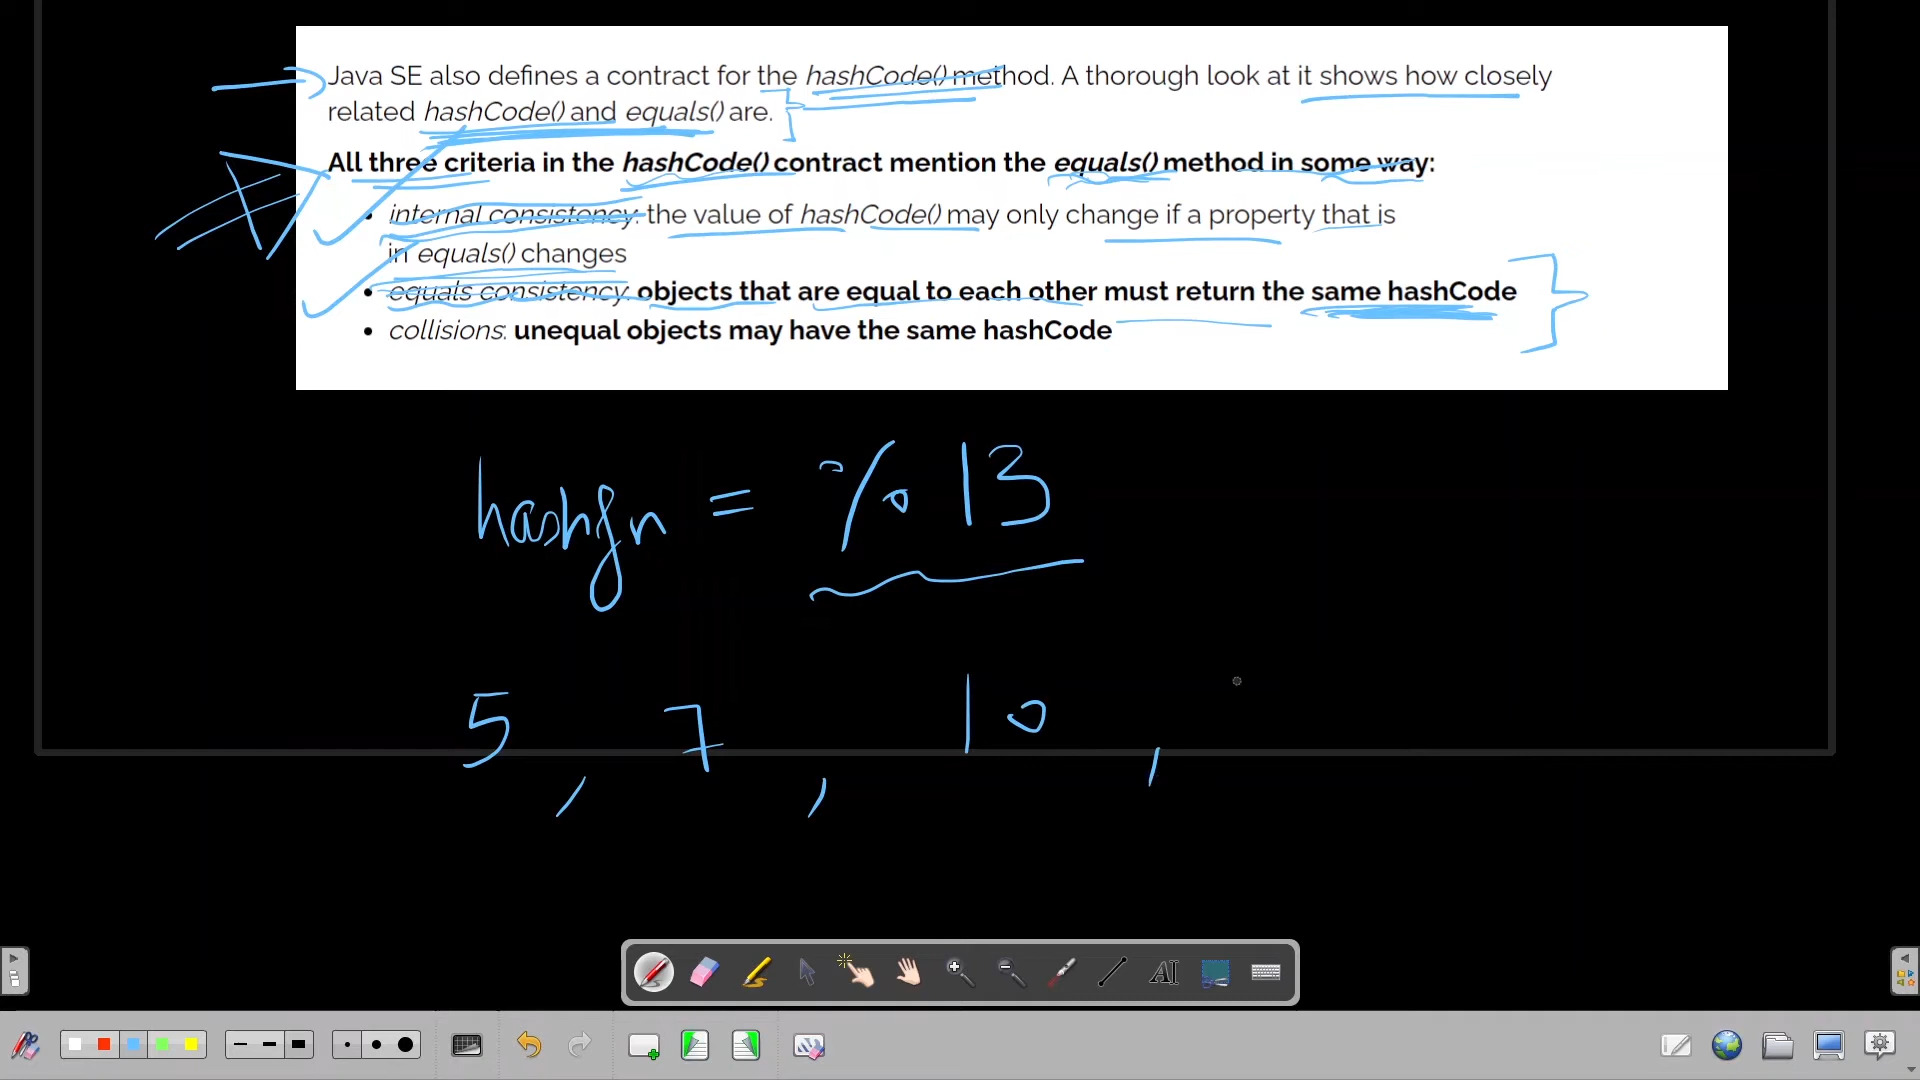 Java SE also defines a contract for the hashCode() method. A thorough look at it shows how closely
related hashCode() and equals() are.
All three criteria in the hashCode() contract mention the equals() method in some way:
• internal consistency: the value of hashCode() may only change if a property that is
in equals() changes
• equals consistency: objects that are equal to each other must return the same hashCode
• collisions: unequal objects may have the same hashCode
hashfn = % 13
5 , 7 , 10 ,
AI